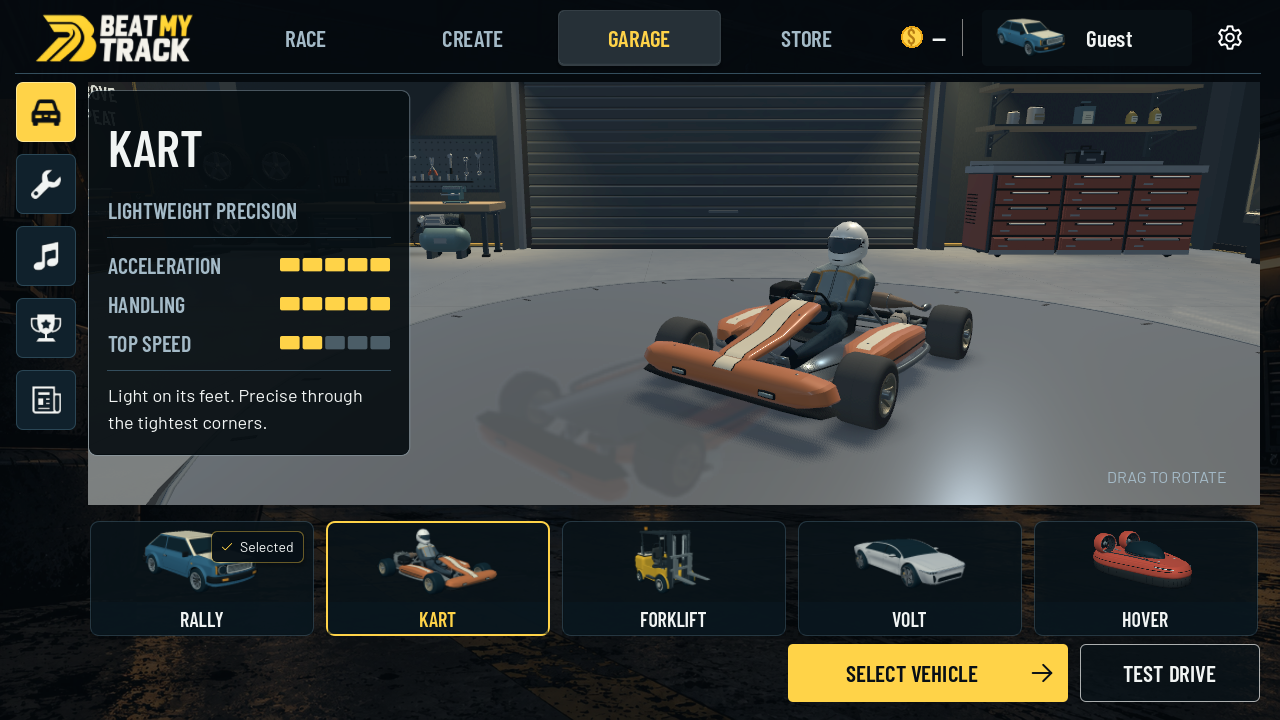 BEAT MY
TRACK
RACE
CREATE
GARAGE
STORE
–
Guest
KART
LIGHTWEIGHT PRECISION
ACCELERATION
HANDLING
TOP SPEED
Light on its feet. Precise through
the tightest corners.
DRAG TO ROTATE
Selected
RALLY
KART
FORKLIFT
VOLT
HOVER
SELECT VEHICLE
TEST DRIVE